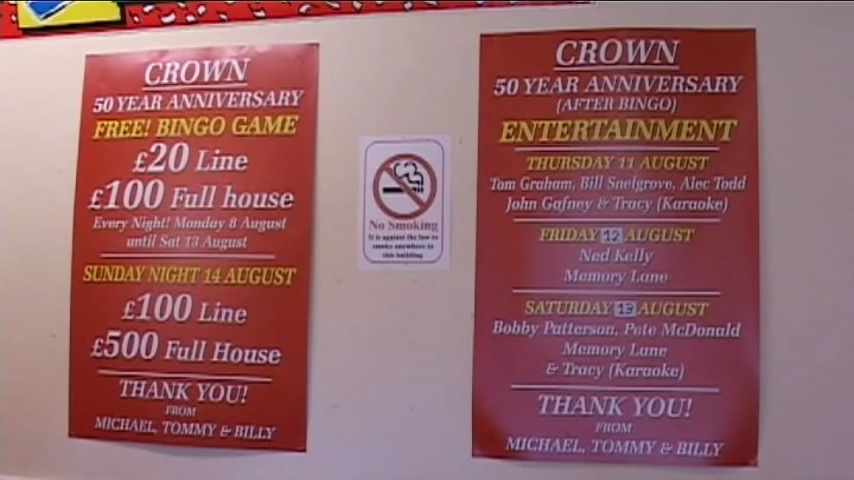 CROWN
50 YEAR ANNIVERSARY
FREE! BINGO GAME
£20 Line
£100 Full house
Every Night! Monday 8 August
until Sat 13 August
SUNDAY NIGHT 14 AUGUST
£100 Line
£500 Full House
THANK YOU!
FROM
MICHAEL, TOMMY & BILLY
No Smoking
It is against the law to
smoke anywhere in
this building
CROWN
50 YEAR ANNIVERSARY
(AFTER BINGO)
ENTERTAINMENT
THURSDAY 11 AUGUST
Tom Graham, Bill Snelgrove, Alec Todd
John Gafney & Tracy (Karaoke)
FRIDAY 12 AUGUST
Ned Kelly
Memory Lane
SATURDAY 13 AUGUST
Bobby Patterson, Pete McDonald
Memory Lane
& Tracy (Karaoke)
THANK YOU!
FROM
MICHAEL, TOMMY & BILLY